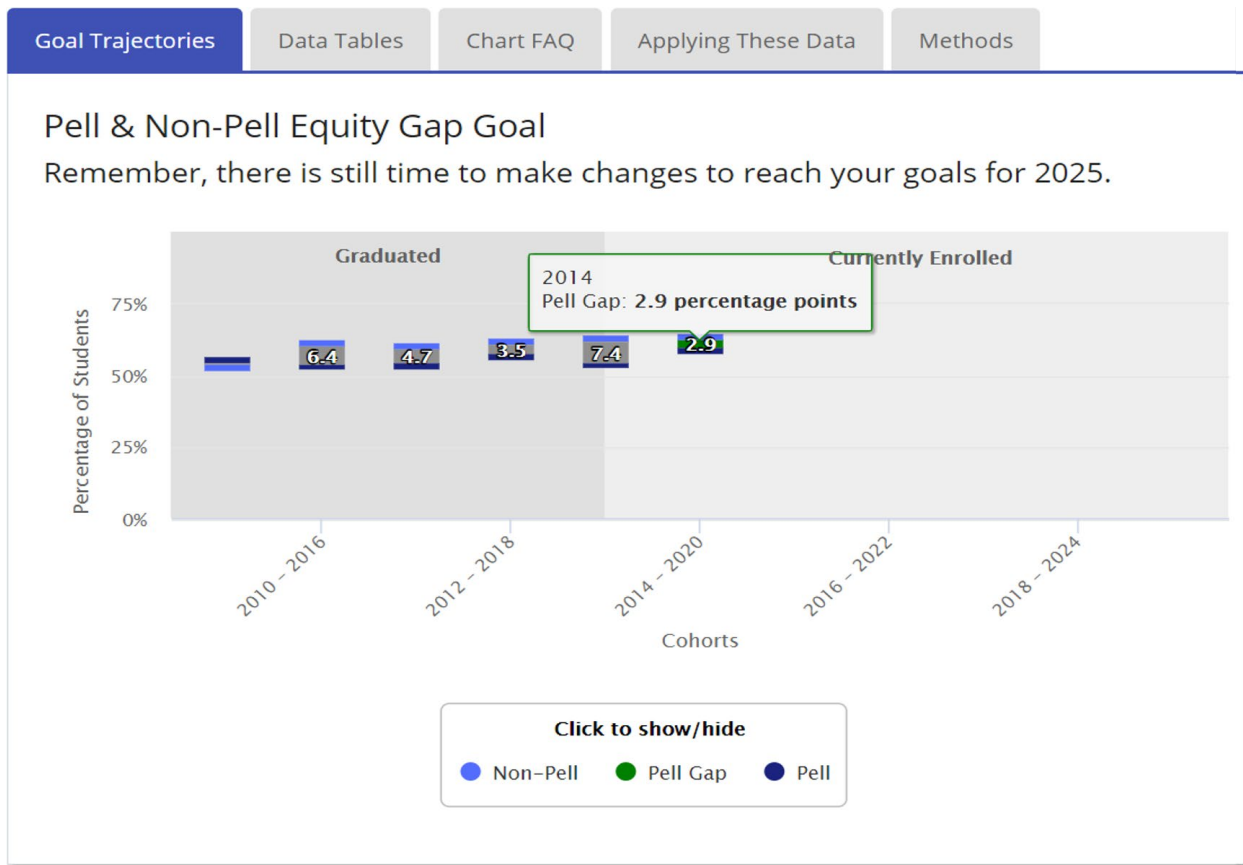 Goal Trajectories Data Tables Chart FAQ Applying These Data Methods
Pell & Non-Pell Equity Gap Goal
Remember, there is still time to make changes to reach your goals for 2025.
Graduated Currently Enrolled
2014
Pell Gap: 2.9 percentage points
Percentage of Students
75%
50%
25%
0%
6.4 4.7 3.5 7.4 2.9
2010 – 2016 2012 – 2018 2014 – 2020 2016 – 2022 2018 – 2024
Cohorts
Click to show/hide
Non-Pell Pell Gap Pell